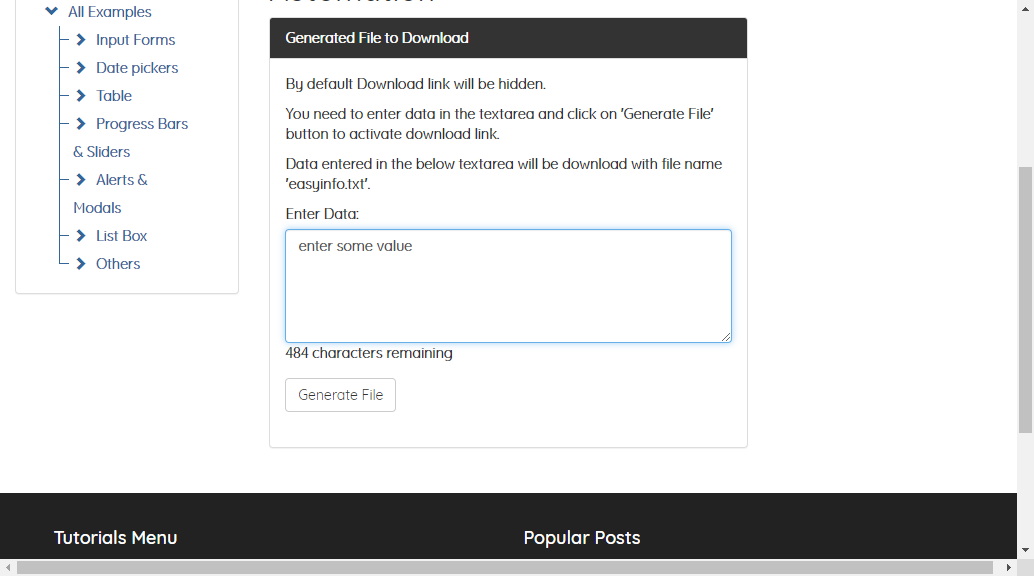 All Examples
Input Forms
Date pickers
Table
Progress Bars
& Sliders
Alerts &
Modals
List Box
Others
Generated File to Download
By default Download link will be hidden.
You need to enter data in the textarea and click on 'Generate File'
button to activate download link.
Data entered in the below textarea will be download with file name
'easyinfo.txt'.
Enter Data:
enter some value
484 characters remaining
Generate File
Tutorials Menu
Popular Posts